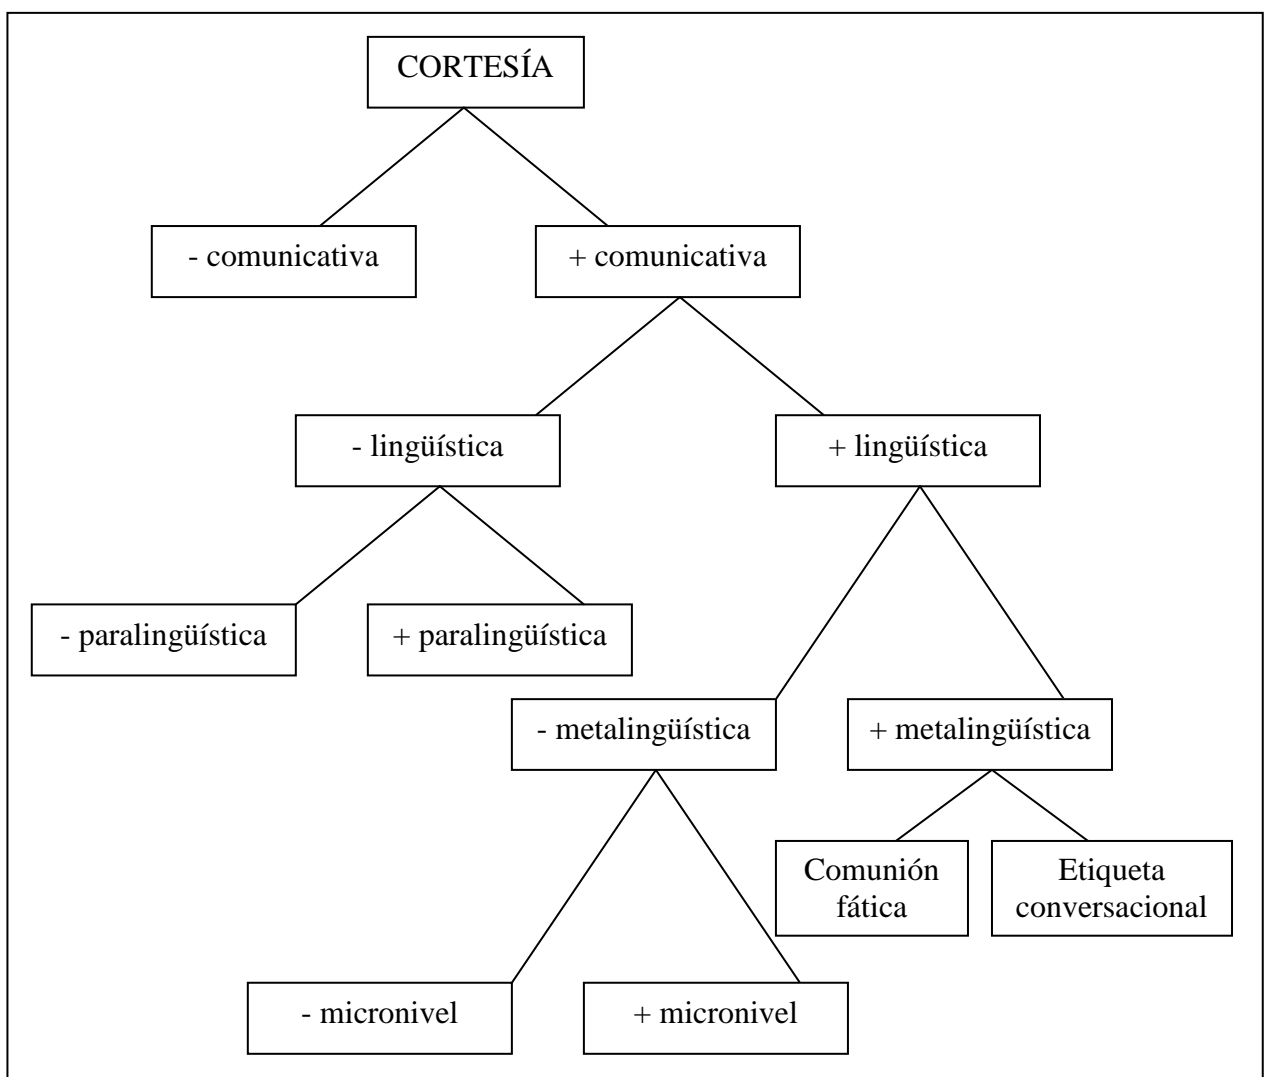 CORTESÍA
- comunicativa
+ comunicativa
- lingüística
+ lingüística
- paralingüística
+ paralingüística
- metalingüística
+ metalingüística
Comunión
fática
Etiqueta
conversacional
- micronivel
+ micronivel